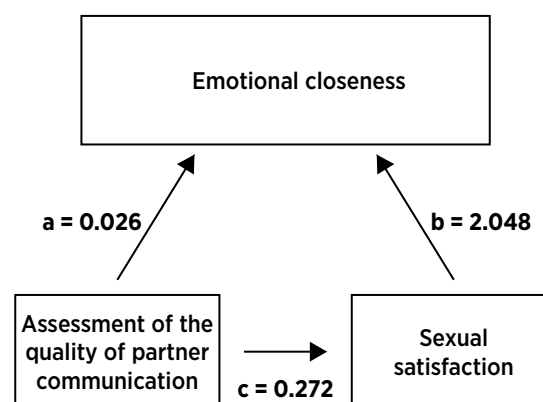 Emotional closeness
a = 0.026
b = 2.048
Assessment of the
quality of partner
communication
Sexual
satisfaction
c = 0.272